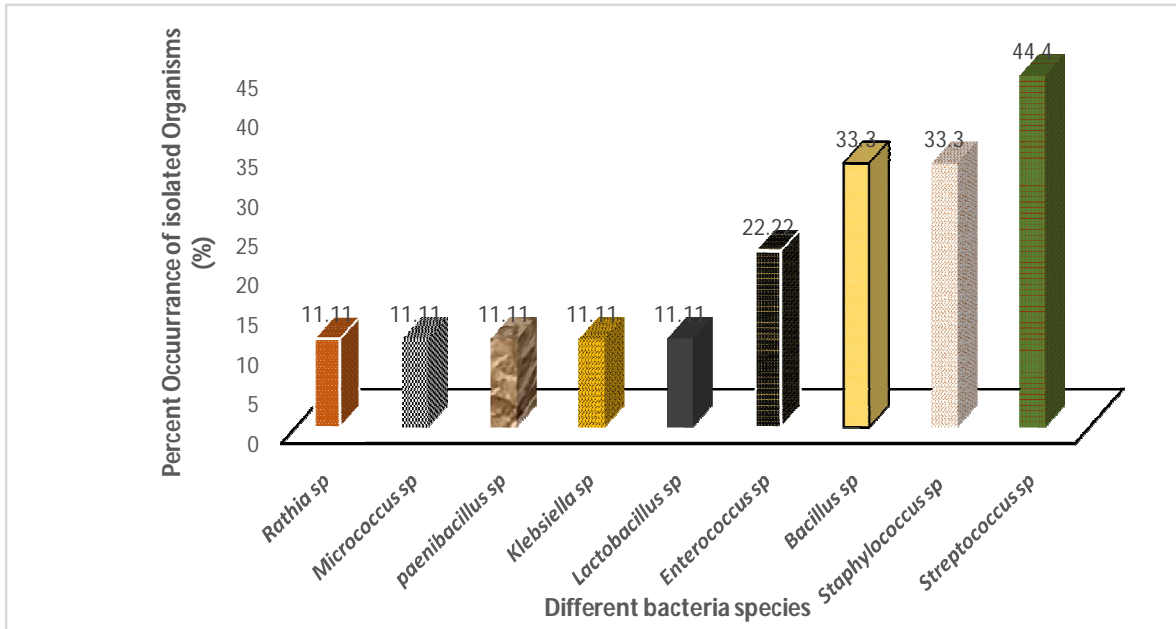 Percent Occuurrance of isolated Organisms
(%)
45
40
35
30
25
20
15
10
5
0
11.11
11.11
11.11
11.11
11.11
22.22
33.3
33.3
44.4
Rathia sp
Micrococcus sp
paenibacillus sp
Klebsiella sp
Lactobacillus sp
Enterococcus sp
Bacillus sp
Staphylococcus sp
Streptococcus sp
Different bacteria species